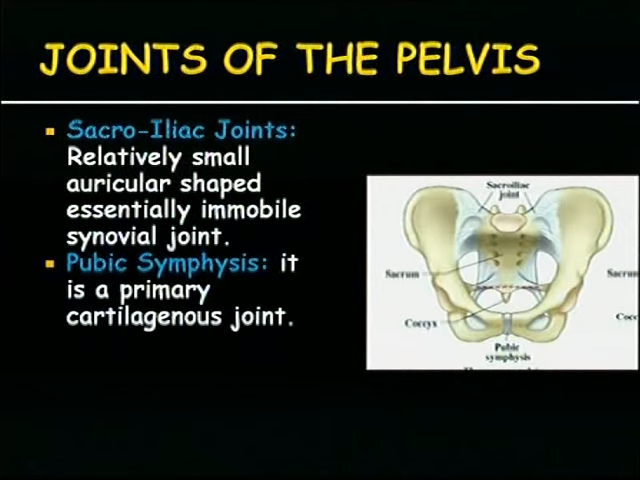 JOINTS OF THE PELVIS
Sacro-Iliac Joints:
Relatively small
auricular shaped
essentially immobile
synovial joint.
Pubic Symphysis: it
is a primary
cartilagenous joint.
Sacroiliac
joint
Sacrum
Sacrum
Coccyx
Pubic
symphysis